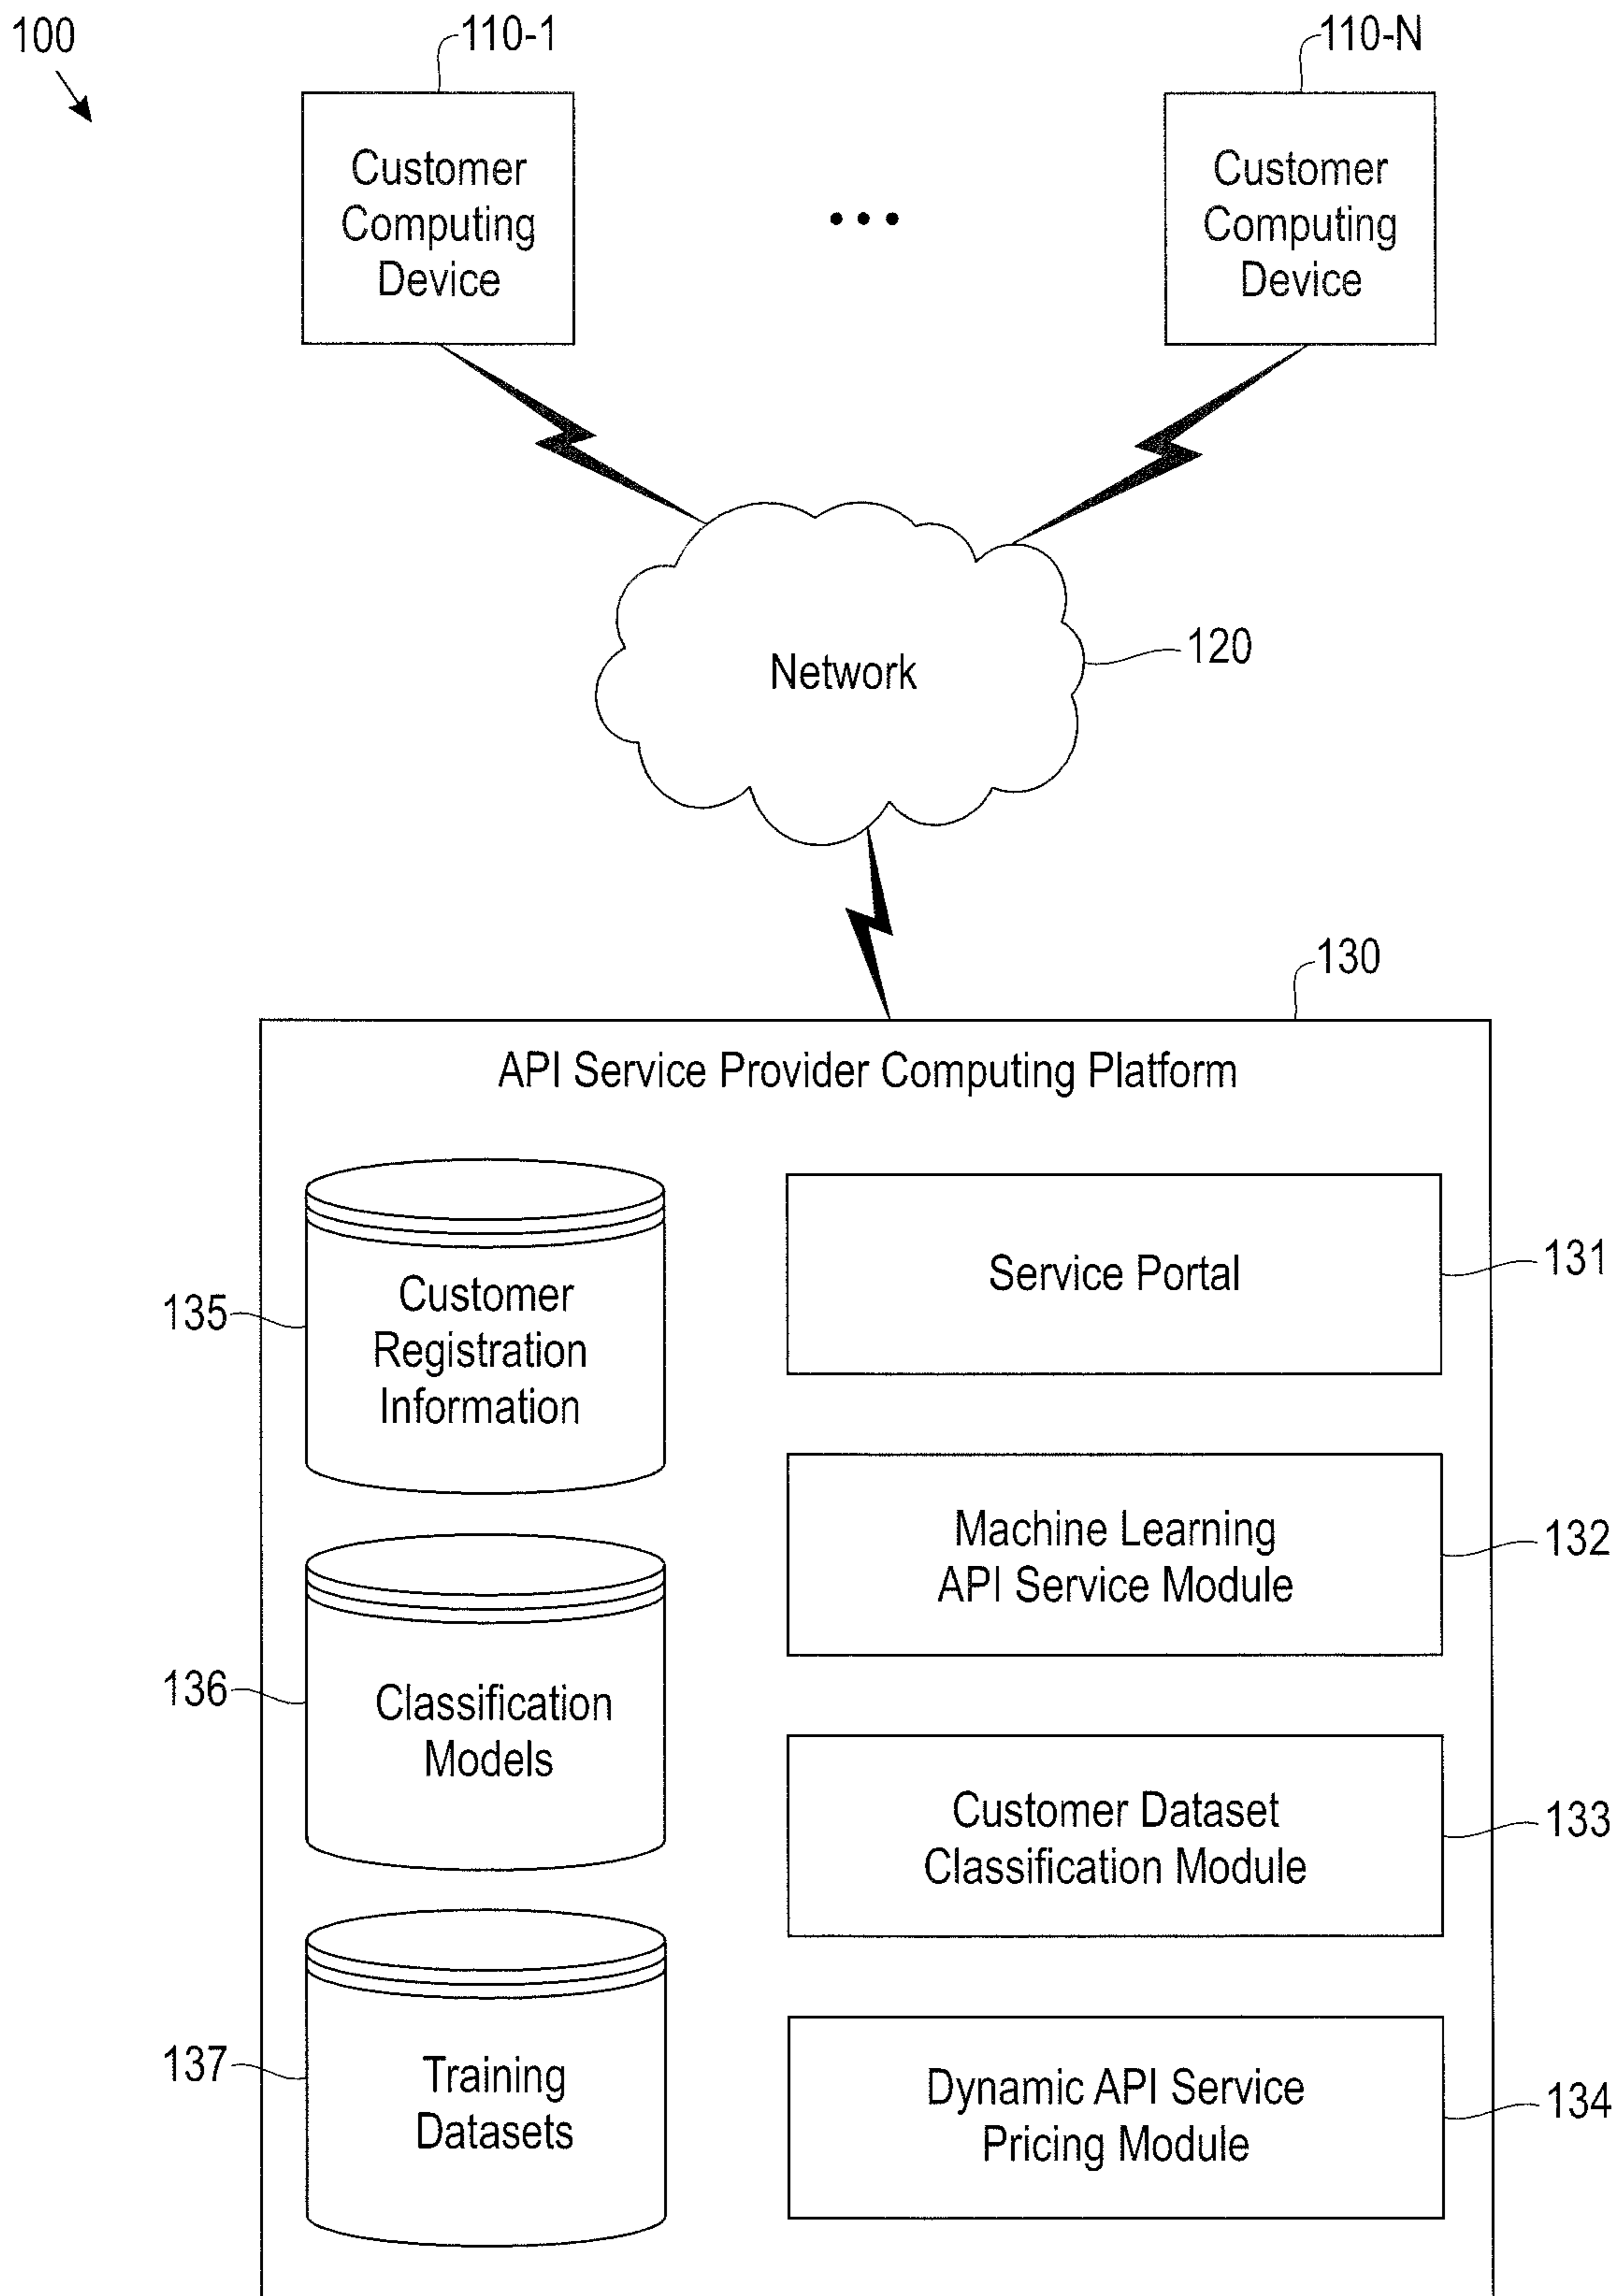 100
110-1
110-N
Customer
Computing
Device
Customer
Computing
Device
Network
120
130
API Service Provider Computing Platform
135
Customer
Registration
Information
Service Portal
131
Machine Learning
API Service Module
132
136
Classification
Models
Customer Dataset
Classification Module
133
137
Training
Datasets
Dynamic API Service
Pricing Module
134